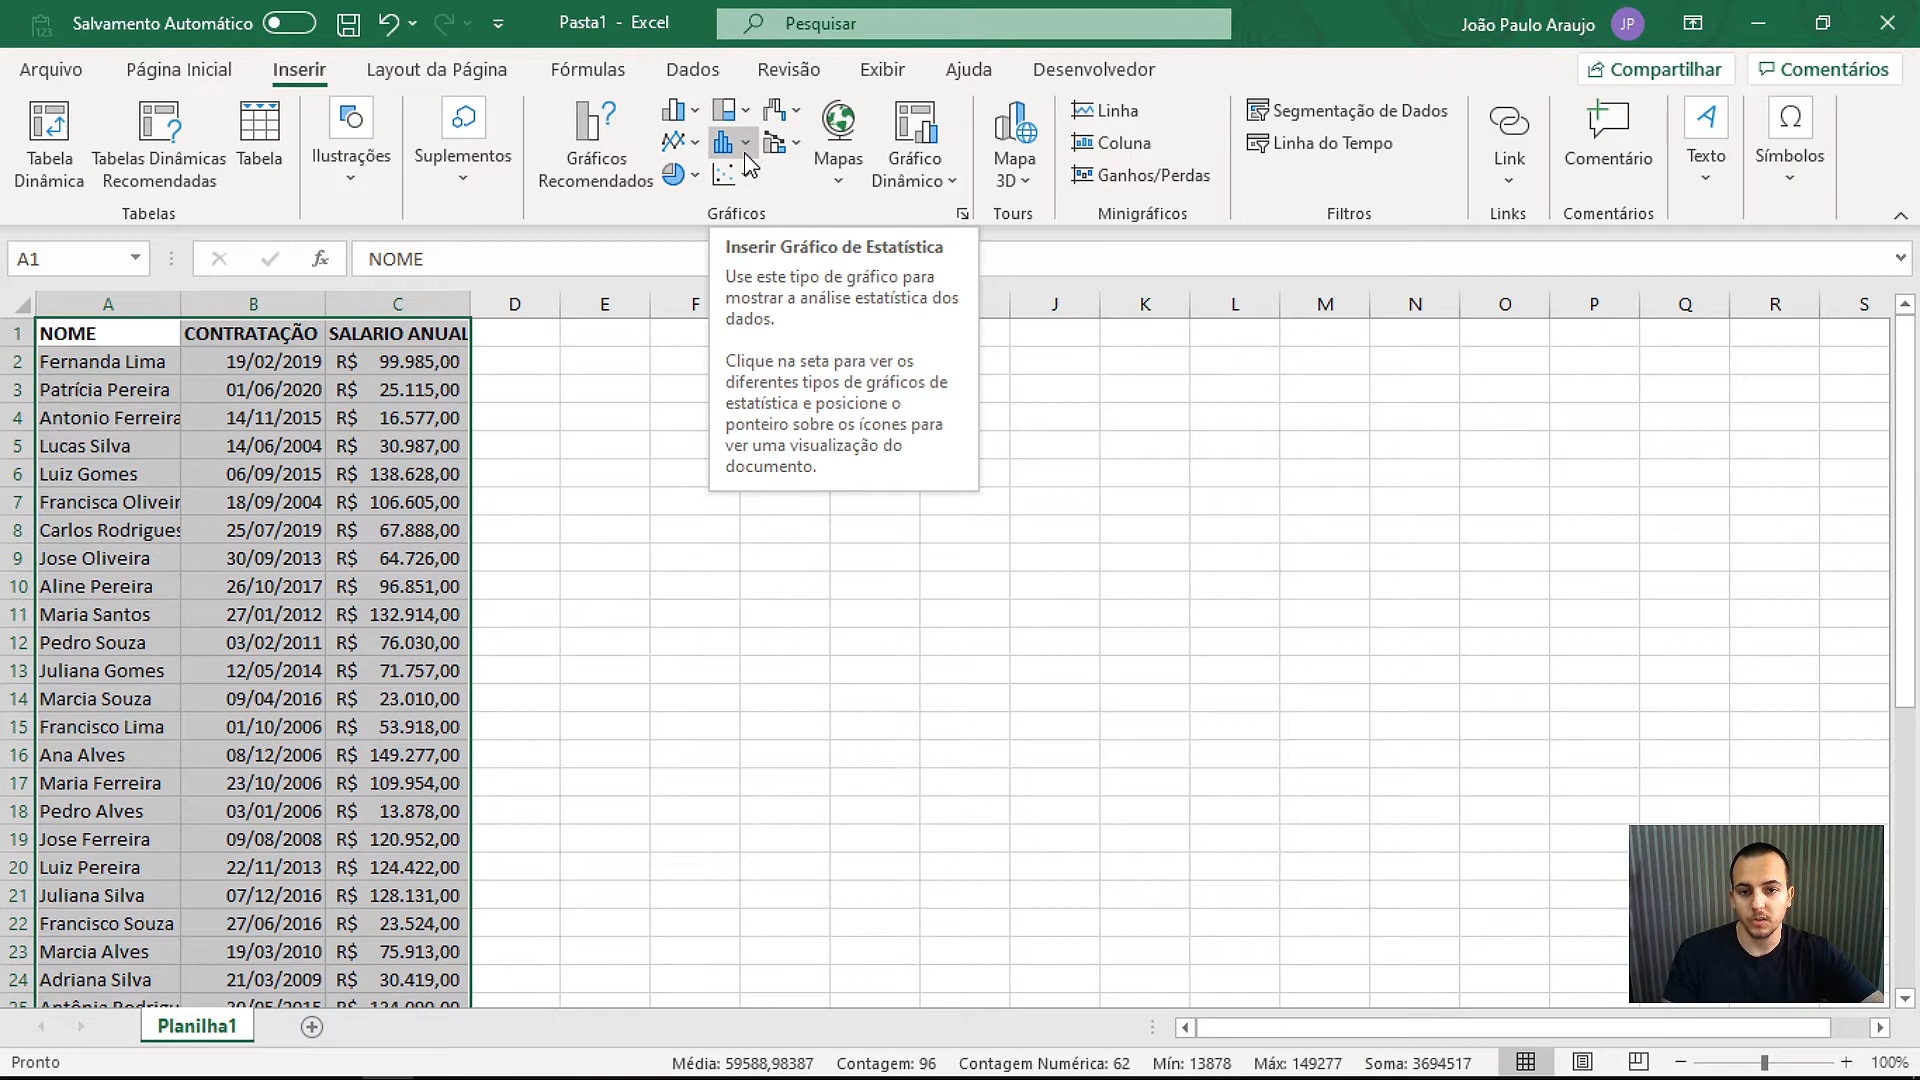 Salvamento Automático
Pasta1 - Excel
Pesquisar
João Paulo Araujo
JP
Arquivo
Página Inicial
Inserir
Layout da Página
Fórmulas
Dados
Revisão
Exibir
Ajuda
Desenvolvedor
Compartilhar
Comentários
Tabela
Dinâmica
Tabelas Dinâmicas
Recomendadas
Tabela
Tabelas
Ilustrações
Suplementos
Gráficos
Recomendados
Mapas
Gráfico
Dinâmico
Gráficos
Mapa
3D
Tours
Linha
Coluna
Ganhos/Perdas
Minigráficos
Segmentação de Dados
Linha do Tempo
Filtros
Link
Links
Comentário
Comentários
Texto
Símbolos
A1
fx
NOME
Inserir Gráfico de Estatística
Use este tipo de gráfico para
mostrar a análise estatística dos
dados.
Clique na seta para ver os
diferentes tipos de gráficos de
estatística e posicione o
ponteiro sobre os ícones para
ver uma visualização do
documento.
A B C D E F J K L M N O P Q R S
1 NOME CONTRATAÇÃO SALARIO ANUAL
2 Fernanda Lima 19/02/2019 R$ 99.985,00
3 Patrícia Pereira 01/06/2020 R$ 25.115,00
4 Antonio Ferreira 14/11/2015 R$ 16.577,00
5 Lucas Silva 14/06/2004 R$ 30.987,00
6 Luiz Gomes 06/09/2015 R$ 138.628,00
7 Francisca Oliveir 18/09/2004 R$ 106.605,00
8 Carlos Rodrigues 25/07/2019 R$ 67.888,00
9 Jose Oliveira 30/09/2013 R$ 64.726,00
10 Aline Pereira 26/10/2017 R$ 96.851,00
11 Maria Santos 27/01/2012 R$ 132.914,00
12 Pedro Souza 03/02/2011 R$ 76.030,00
13 Juliana Gomes 12/05/2014 R$ 71.757,00
14 Marcia Souza 09/04/2016 R$ 23.010,00
15 Francisco Lima 01/10/2006 R$ 53.918,00
16 Ana Alves 08/12/2006 R$ 149.277,00
17 Maria Ferreira 23/10/2006 R$ 109.954,00
18 Pedro Alves 03/01/2006 R$ 13.878,00
19 Jose Ferreira 09/08/2008 R$ 120.952,00
20 Luiz Pereira 22/11/2013 R$ 124.422,00
21 Juliana Silva 07/12/2016 R$ 128.131,00
22 Francisco Souza 27/06/2016 R$ 23.524,00
23 Marcia Alves 19/03/2010 R$ 75.913,00
24 Adriana Silva 21/03/2009 R$ 30.419,00
Planilha1
Pronto
Média: 59588,98387
Contagem: 96
Contagem Numérica: 62
Mín: 13878
Máx: 149277
Soma: 3694517
100%